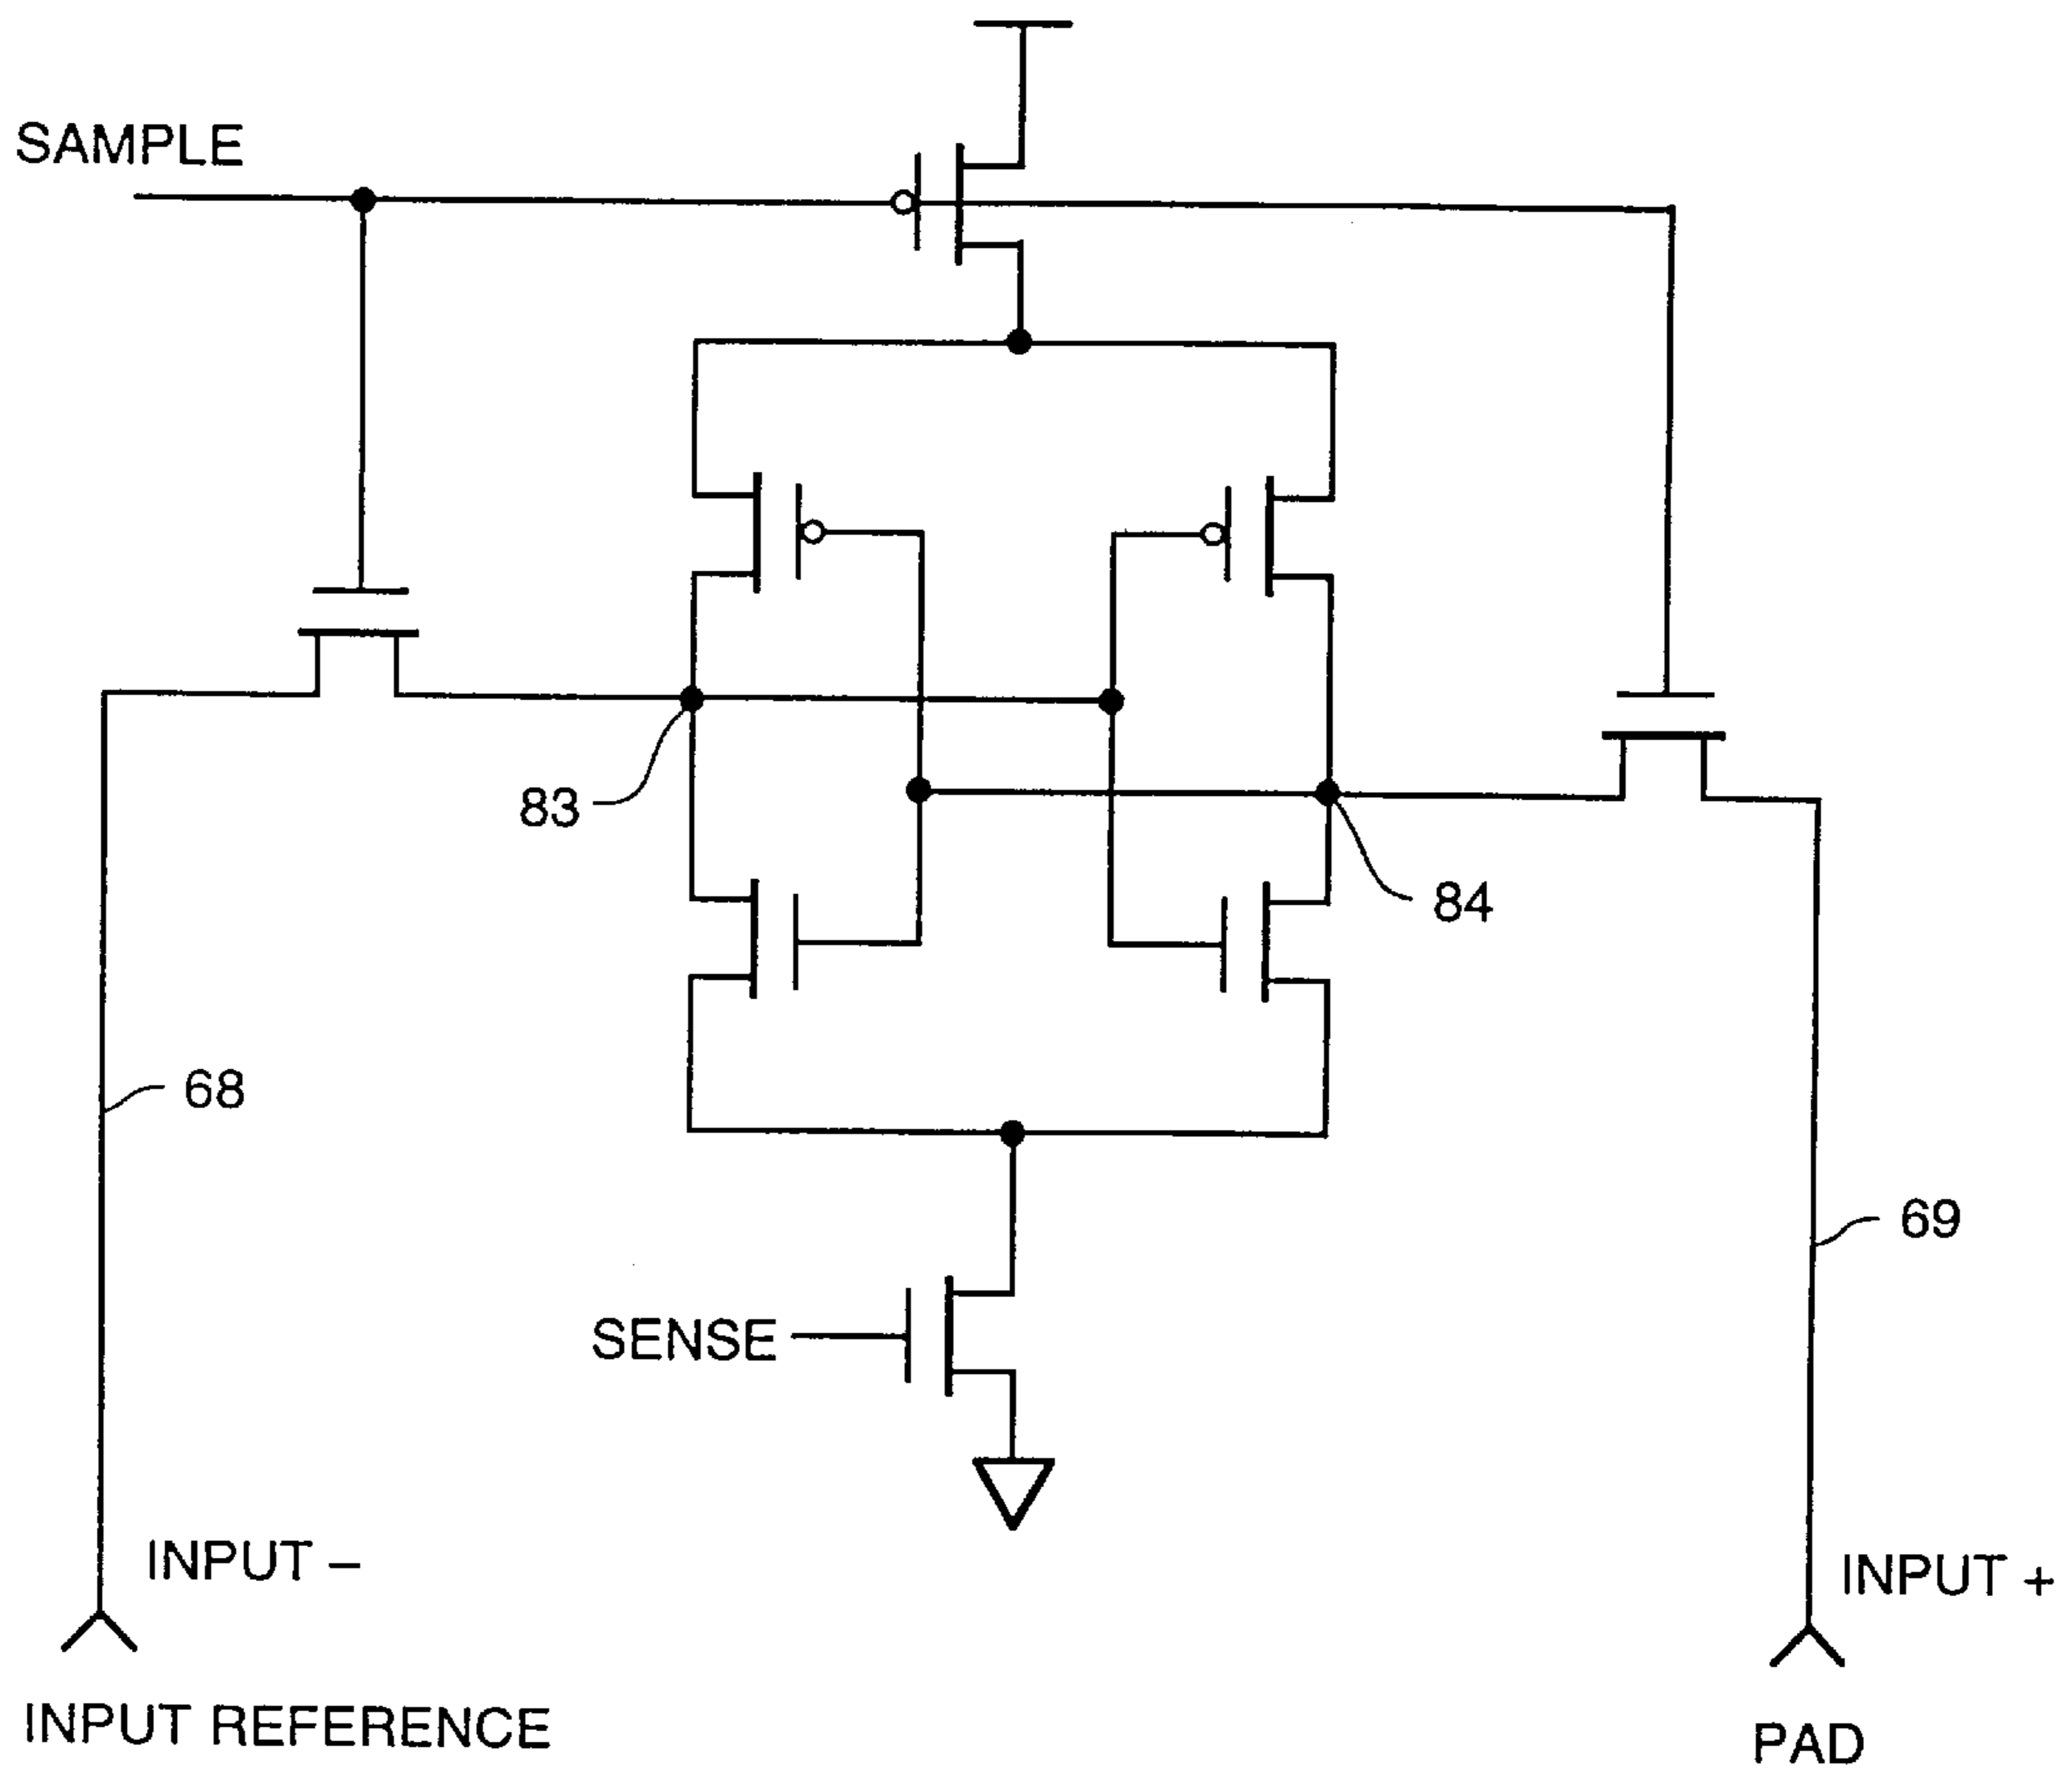 SAMPLE
83
84
68
69
SENSE
INPUT –
INPUT +
INPUT REFERENCE
PAD